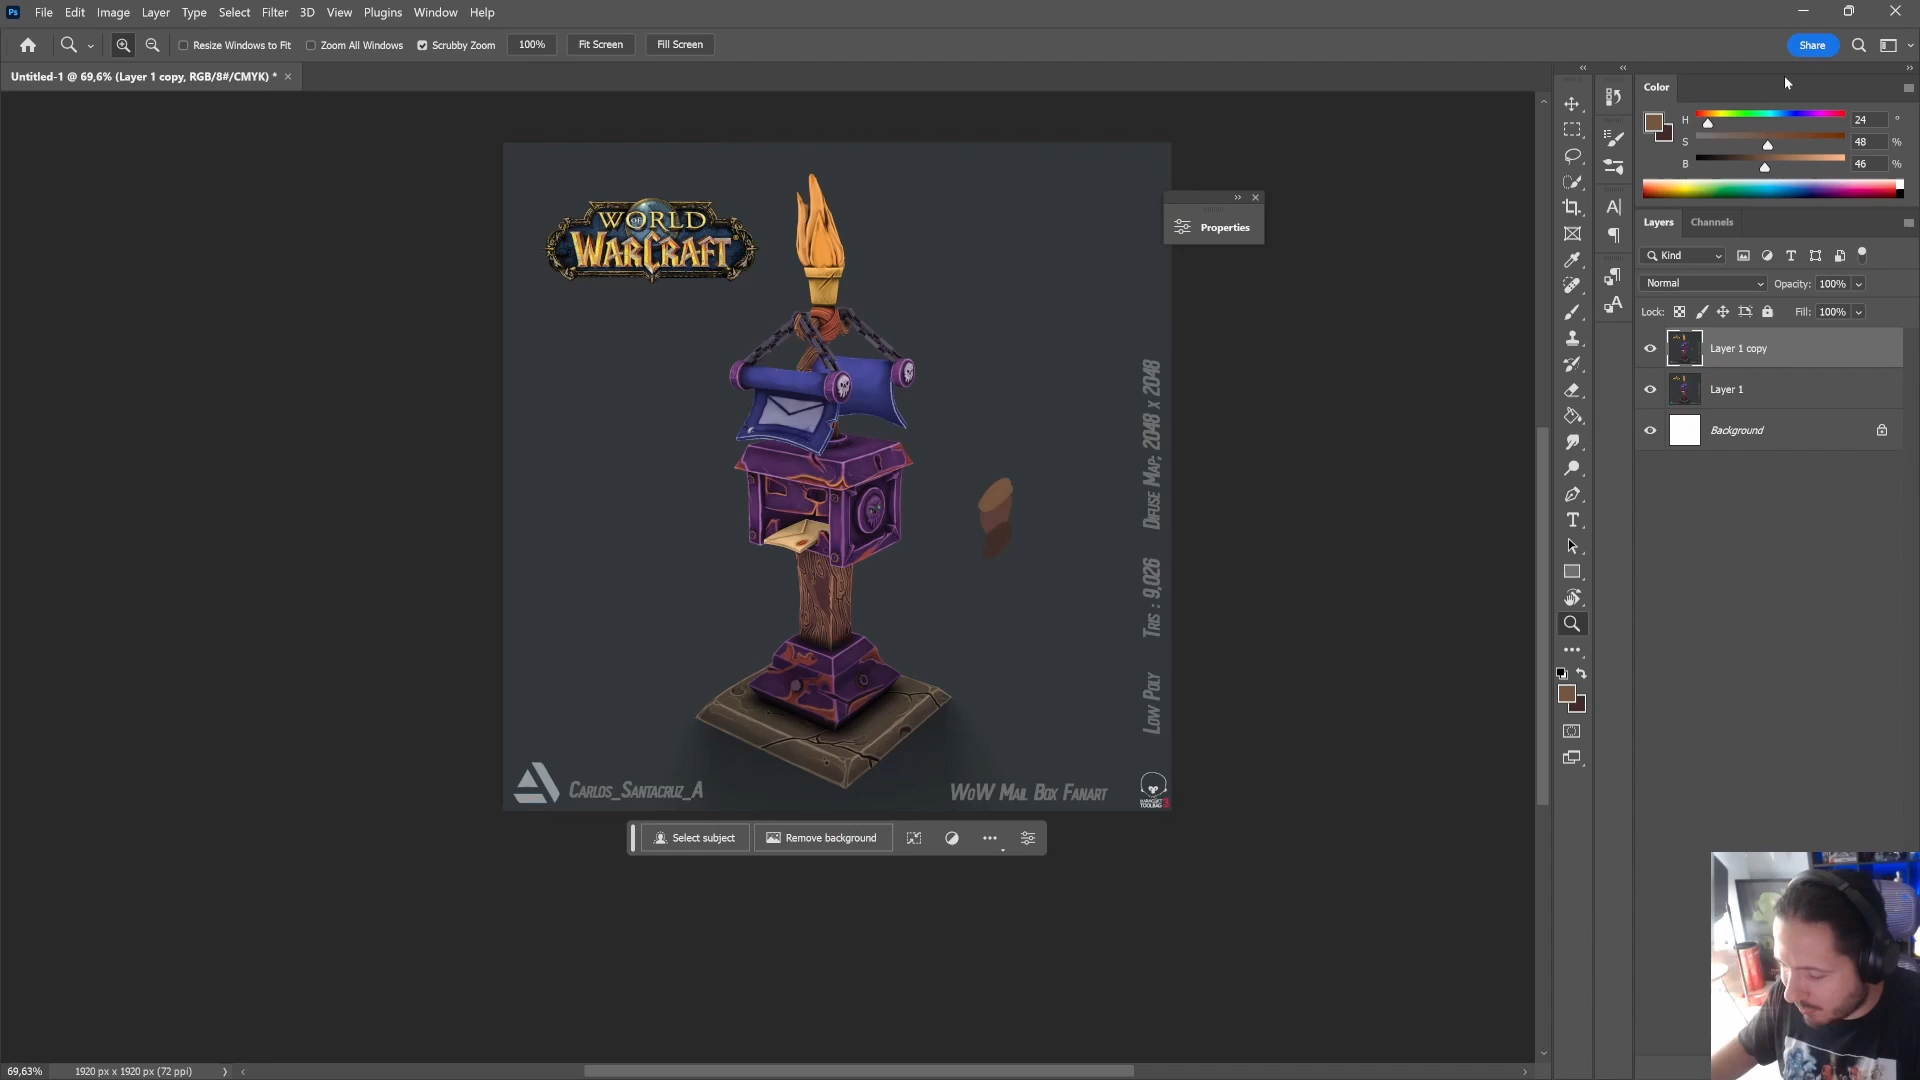 Ps File Edit Image Layer Type Select Filter 3D View Plugins Window Help
Resize Windows to Fit Zoom All Windows Scrubby Zoom 100% Fit Screen Fill Screen Share
Untitled-1 @ 69,6% (Layer 1 copy, RGB/8#/CMYK) *
Color
H 24 °
S 48 %
B 46 %
Properties
Layers Channels
Kind
Normal Opacity: 100%
Lock: Fill: 100%
Layer 1 copy
Layer 1
Background
WORLD
OF
WARCRAFT
Low Poly Tris : 9,026 Difuse Map; 2048 x 2048
Carlos_Santacruz_A
WoW Mail Box Fanart
Select subject Remove background
69,63% 1920 px x 1920 px (72 ppi)